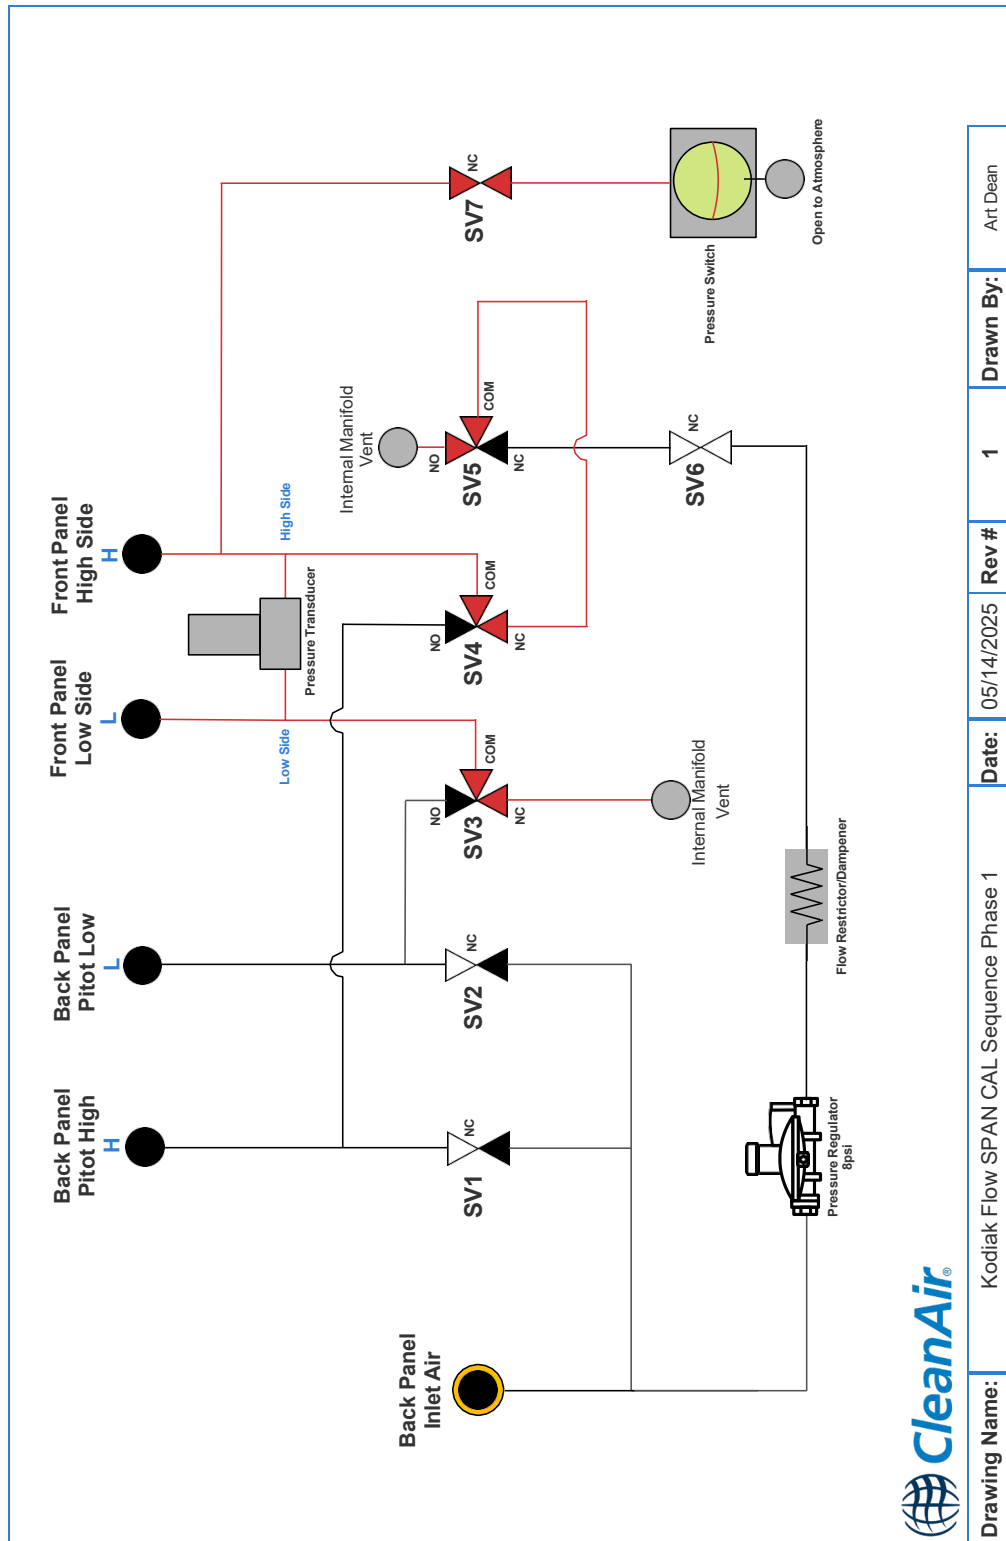 Back Panel
Inlet Air
Back Panel
Pitot High
H
Back Panel
Pitot Low
L
Front Panel
Low Side
L
Front Panel
High Side
H
Low Side
High Side
Pressure Transducer
SV1
NC
SV2
NC
SV3
NO
COM
NC
SV4
NO
COM
NC
SV5
NO
COM
NC
SV6
NC
SV7
NC
Internal Manifold
Vent
Internal Manifold
Vent
Pressure Switch
Open to Atmosphere
Pressure Regulator
8psi
Flow Restrictor/Dampener
CleanAir®
Drawing Name:
Kodiak Flow SPAN CAL Sequence Phase 1
Date:
05/14/2025
Rev #
1
Drawn By:
Art Dean